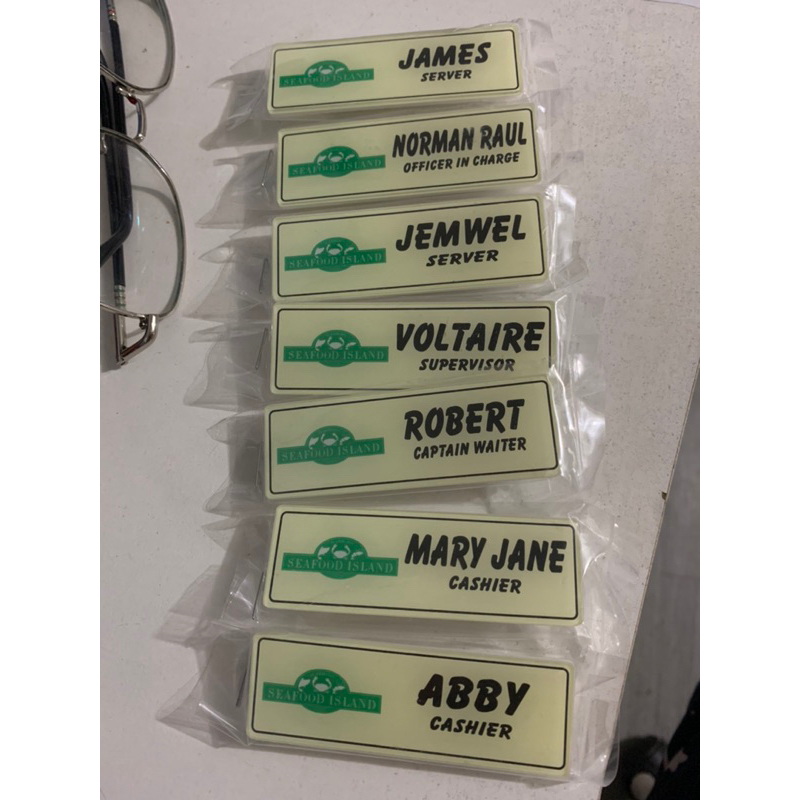 SEAFOOD ISLAND
JAMES
SERVER
SEAFOOD ISLAND
NORMAN RAUL
OFFICER IN CHARGE
SEAFOOD ISLAND
JEMWEL
SERVER
SEAFOOD ISLAND
VOLTAIRE
SUPERVISOR
SEAFOOD ISLAND
ROBERT
CAPTAIN WAITER
SEAFOOD ISLAND
MARY JANE
CASHIER
SEAFOOD ISLAND
ABBY
CASHIER